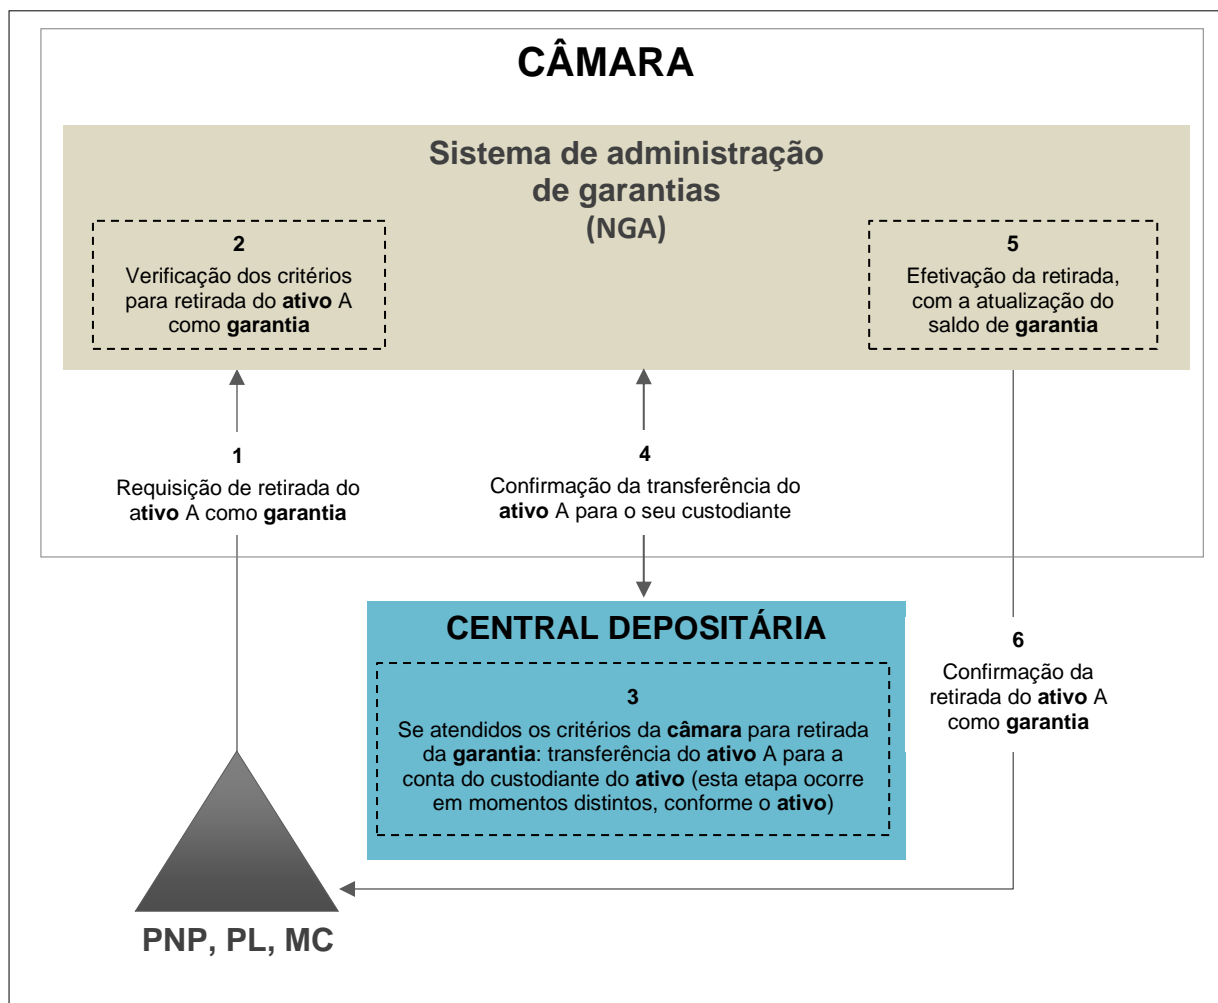 CÂMARA
Sistema de administração
de garantias
(NGA)
2
Verificação dos critérios
para retirada do ativo A
como garantia
5
Efetivação da retirada,
com a atualização do
saldo de garantia
1
Requisição de retirada do
ativo A como garantia
4
Confirmação da transferência do
ativo A para o seu custodiante
CENTRAL DEPOSITÁRIA
3
Se atendidos os critérios da câmara para retirada
da garantia: transferência do ativo A para a
conta do custodiante do ativo (esta etapa ocorre
em momentos distintos, conforme o ativo)
6
Confirmação da
retirada do ativo A
como garantia
PNP, PL, MC